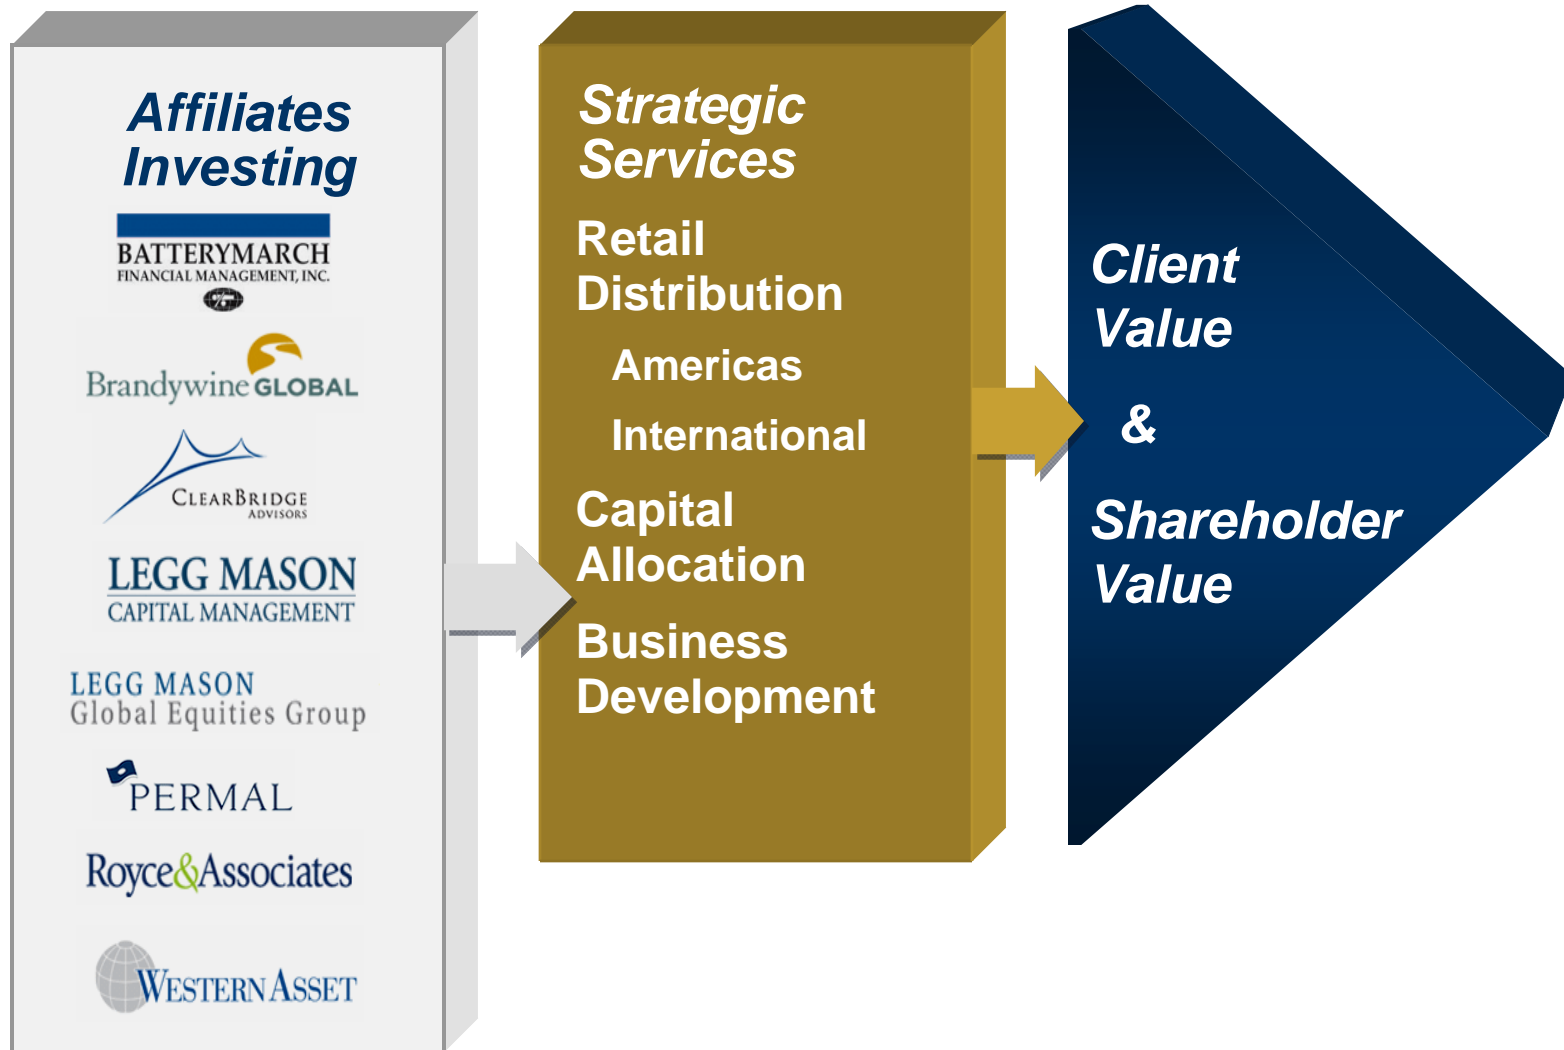 Affiliates
Investing
BATTERYMARCH
FINANCIAL MANAGEMENT, INC.
Brandywine GLOBAL
CLEARBRIDGE
ADVISORS
LEGG MASON
CAPITAL MANAGEMENT
LEGG MASON
Global Equities Group
PERMAL
Royce&Associates
WESTERN ASSET
Strategic
Services
Retail
Distribution
Americas
International
Capital
Allocation
Business
Development
Client
Value
&
Shareholder
Value